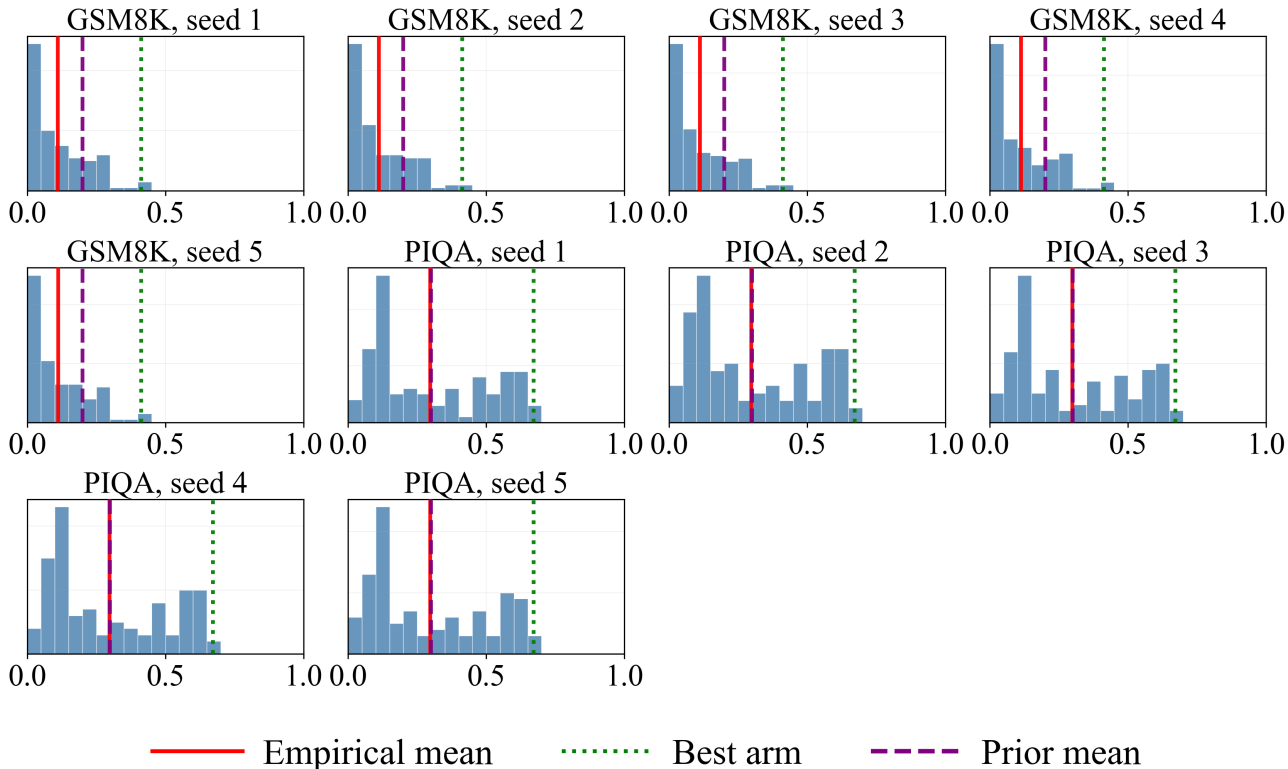 GSM8K, seed 1 GSM8K, seed 2 GSM8K, seed 3 GSM8K, seed 4
0.0 0.5 1.0 0.0 0.5 1.0 0.0 0.5 1.0 0.0 0.5 1.0
GSM8K, seed 5 PIQA, seed 1 PIQA, seed 2 PIQA, seed 3
0.0 0.5 1.0 0.0 0.5 1.0 0.0 0.5 1.0 0.0 0.5 1.0
PIQA, seed 4 PIQA, seed 5
0.0 0.5 1.0 0.0 0.5 1.0
Empirical mean Best arm Prior mean